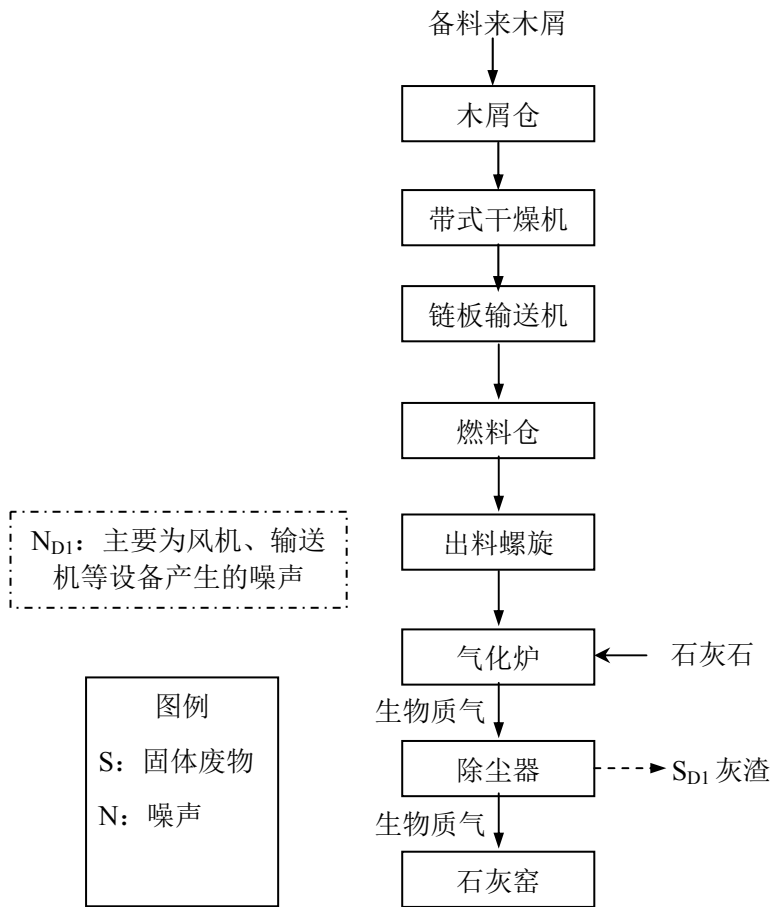 备料来木屑
木屑仓
带式干燥机
链板输送机
燃料仓
N_D1：主要为风机、输送
机等设备产生的噪声
出料螺旋
气化炉
石灰石
生物质气
图例
S：固体废物
N：噪声
除尘器
S_D1 灰渣
生物质气
石灰窑